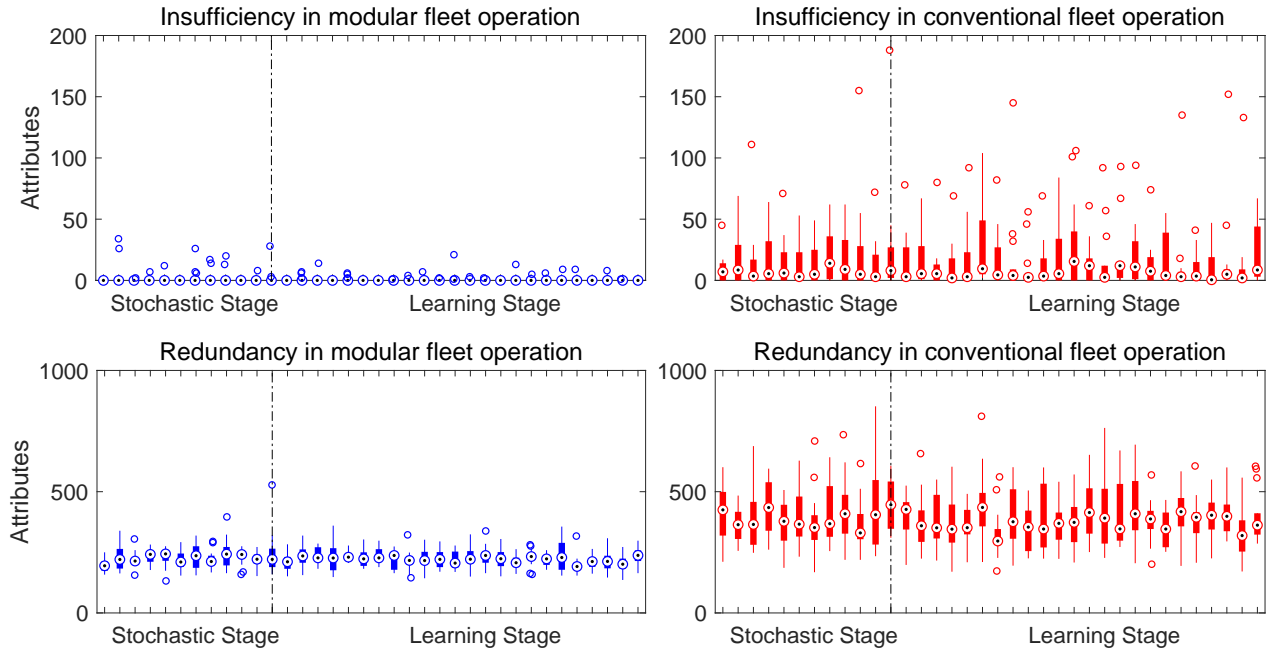 Insufficiency in modular fleet operation
200
150
100
50
0
Attributes
Stochastic Stage
Learning Stage
Insufficiency in conventional fleet operation
200
150
100
50
0
Stochastic Stage
Learning Stage
Redundancy in modular fleet operation
1000
500
0
Attributes
Stochastic Stage
Learning Stage
Redundancy in conventional fleet operation
1000
500
0
Stochastic Stage
Learning Stage